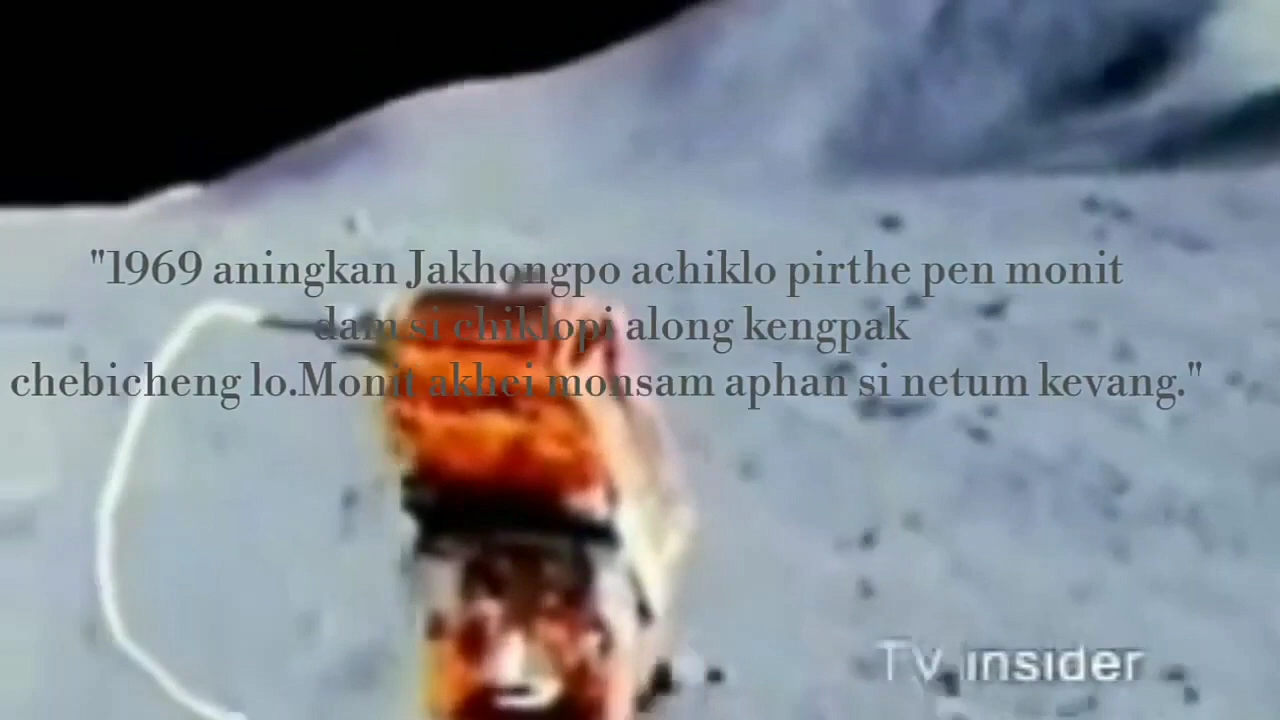 "1969 aningkan Jakhongpo achiklo pirthe pen monit
dam si chiklopi along kengpak
chebicheng lo.Monit akhei monsam aphan si netum kevang."
TV insider